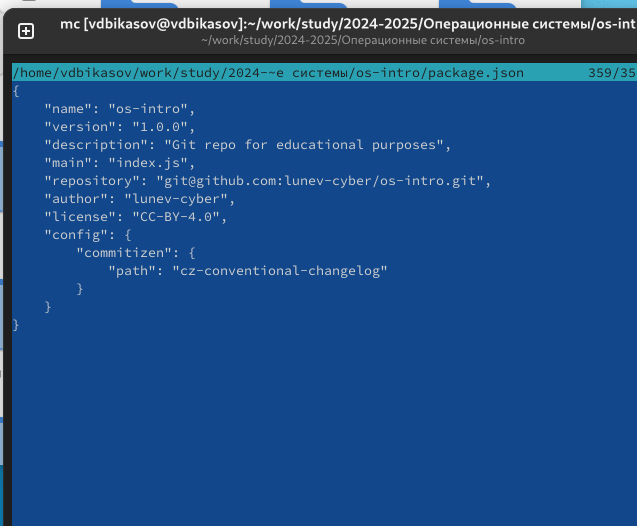 mc [vdbikasov@vdbikasov]:~/work/study/2024-2025/Операционные системы/os-int
~/work/study/2024-2025/Операционные системы/os-intro
/home/vdbikasov/work/study/2024-~е системы/os-intro/package.json 359/35
{
"name": "os-intro",
"version": "1.0.0",
"description": "Git repo for educational purposes",
"main": "index.js",
"repository": "git@github.com:lunev-cyber/os-intro.git",
"author": "lunev-cyber",
"license": "CC-BY-4.0",
"config": {
"commitizen": {
"path": "cz-conventional-changelog"
}
}
}